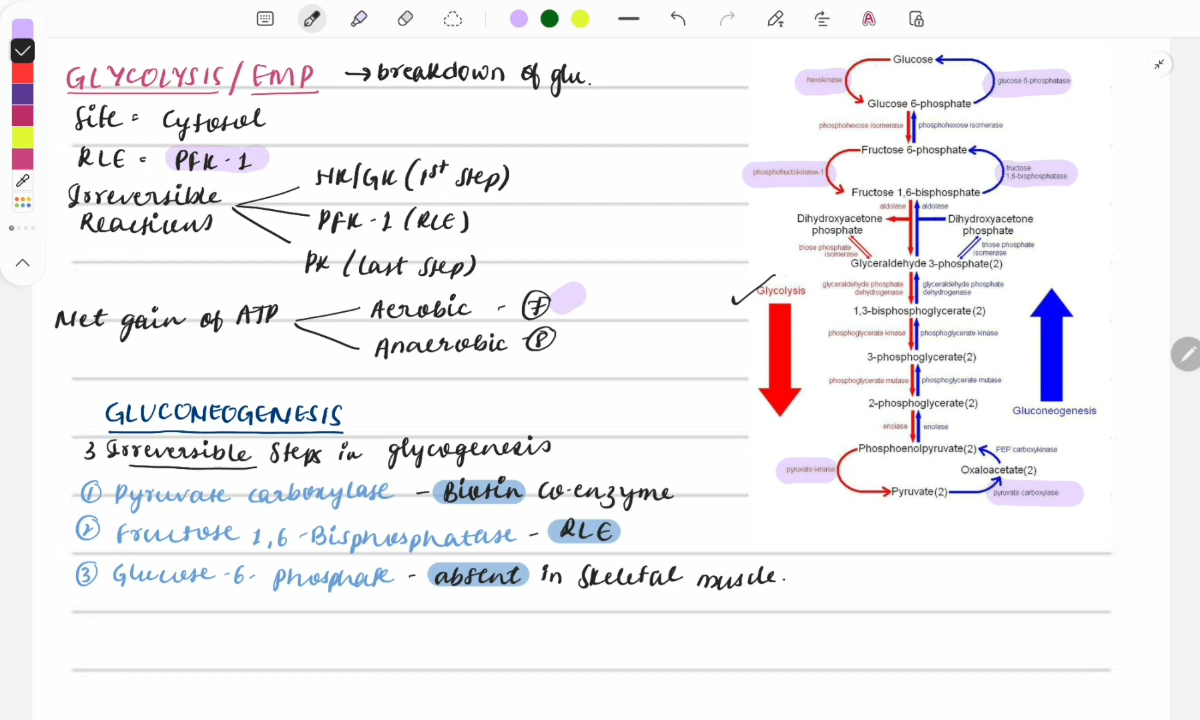 GLYCOLYSIS / EMP → breakdown of glu.
Site = Cytosol
RLE = PFK-1
Irreversible Reactions
HK/GK (1st step)
PFK-1 (RLE)
PK (last step)
Net gain of ATP
Aerobic - 7
Anaerobic - 8
GLUCONEOGENESIS
3 Irreversible steps in glycogenesis
① Pyruvate carboxylase - Biotin co-enzyme
② Fructose 1,6-Bisphosphatase - RLE
③ Glucose-6-phosphate - absent in skeletal muscle.
Glucose
hexokinase
glucose 6-phosphatase
Glucose 6-phosphate
phosphohexose isomerase
phosphohexose isomerase
Fructose 6-phosphate
phosphofructokinase-1
fructose
1,6-bisphosphatase
Fructose 1,6-bisphosphate
aldolase
aldolase
Dihydroxyacetone
phosphate
Dihydroxyacetone
phosphate
triose phosphate
isomerase
triose phosphate
isomerase
Glyceraldehyde 3-phosphate(2)
Glycolysis
glyceraldehyde phosphate
dehydrogenase
glyceraldehyde phosphate
dehydrogenase
1,3-bisphosphoglycerate(2)
phosphoglycerate kinase
phosphoglycerate kinase
3-phosphoglycerate(2)
phosphoglycerate mutase
phosphoglycerate mutase
2-phosphoglycerate(2)
Gluconeogenesis
enolase
enolase
Phosphoenolpyruvate(2)
PEP carboxykinase
pyruvate kinase
Oxaloacetate(2)
Pyruvate(2)
pyruvate carboxylase